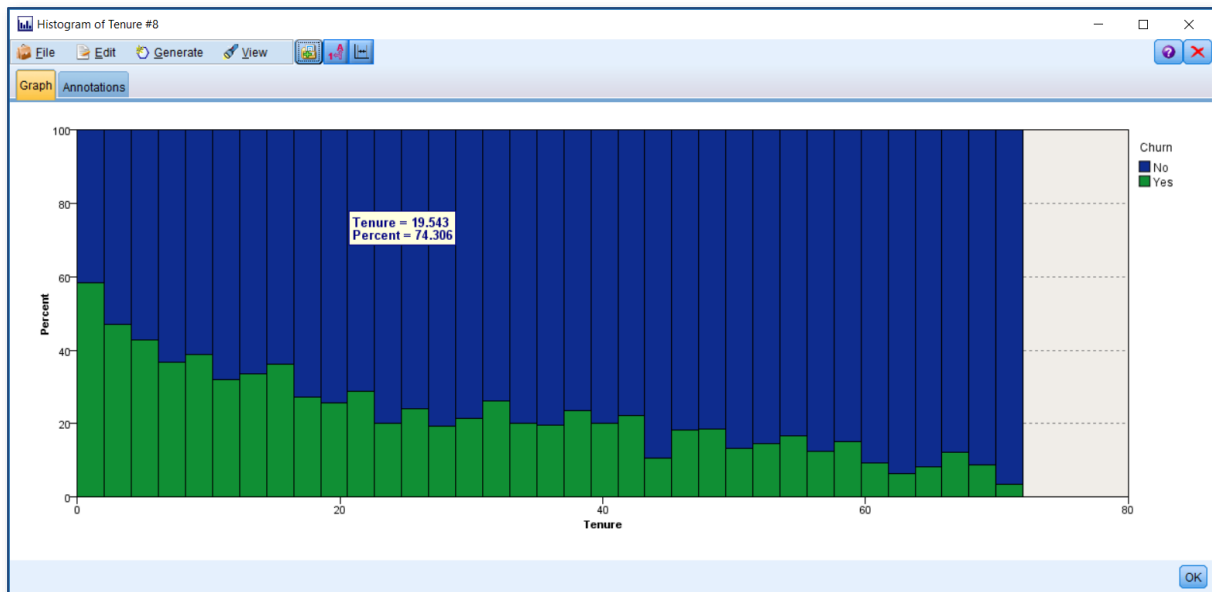 Histogram of Tenure #8
File Edit Generate View
Graph Annotations
100
80
60
40
20
0
Percent
Tenure = 19.543
Percent = 74.306
Churn
No
Yes
0 20 40 60 80
Tenure
OK